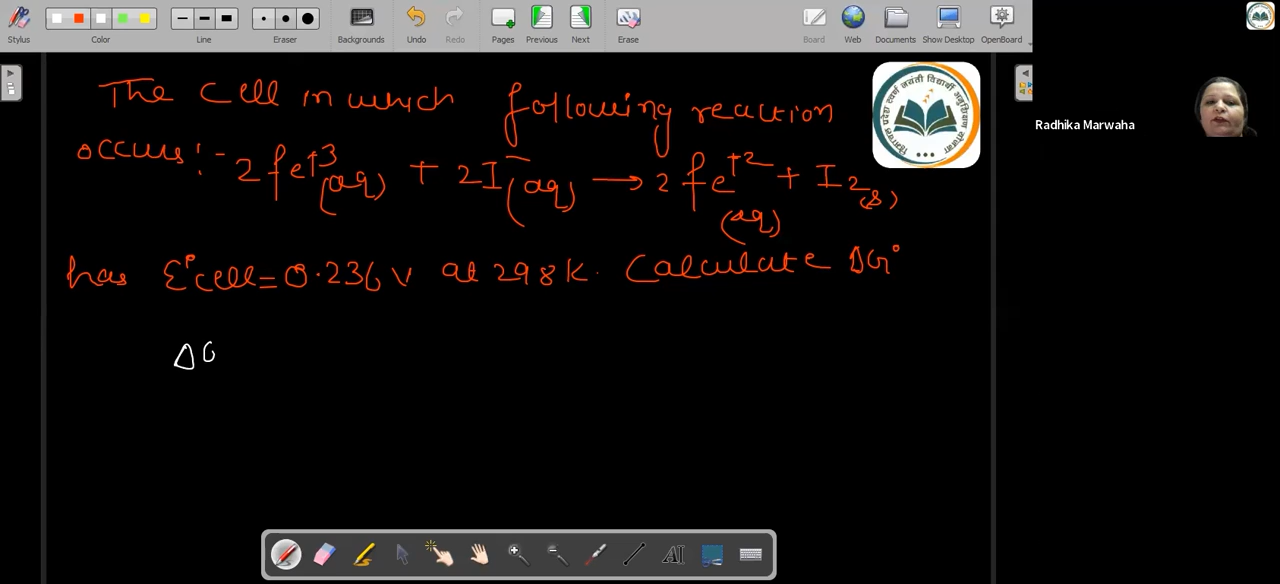 Stylus Color Line Eraser Backgrounds Undo Redo Pages Previous Next Erase Board Web Documents Show Desktop OpenBoard
The Cell in which following reaction
occurs:- 2Fe+3(aq) + 2I-(aq) → 2Fe+2(aq) + I2(s)
has E°cell = 0.236 V at 298K. Calculate ΔG°
ΔG
Radhika Marwaha
AI